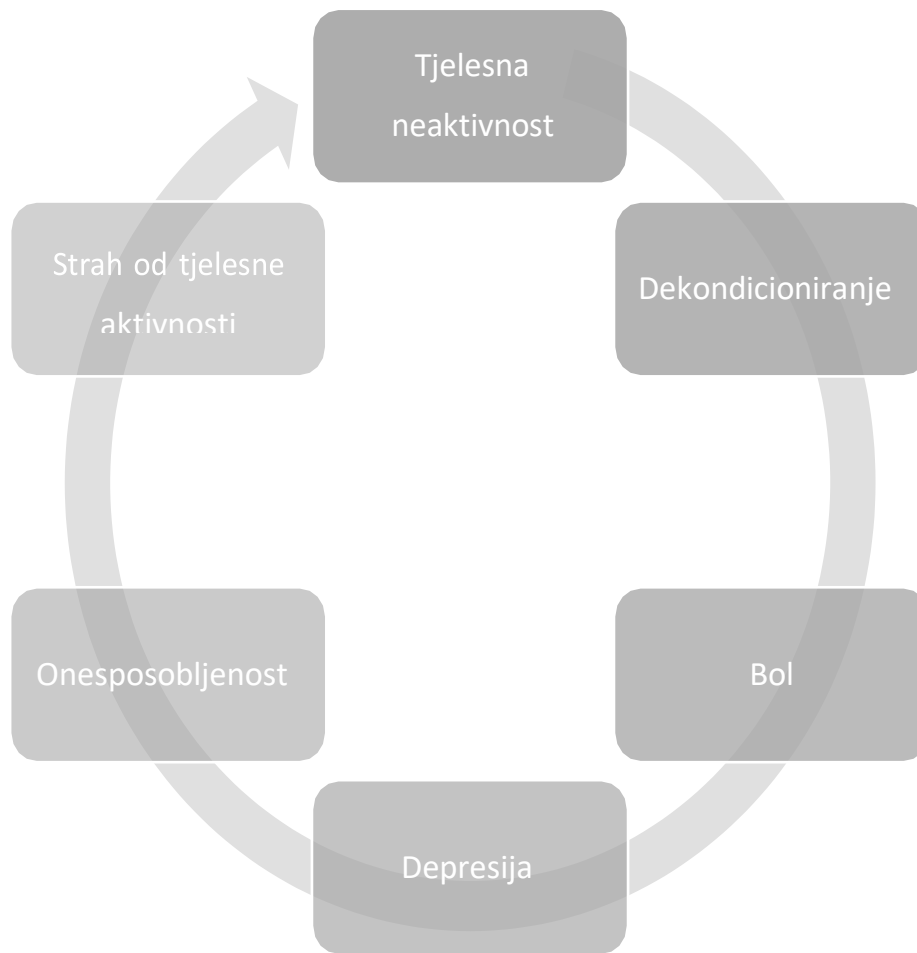 Tjelesna
neaktivnost
Dekondicioniranje
Bol
Depresija
Onesposobljenost
Strah od tjelesne
aktivnosti